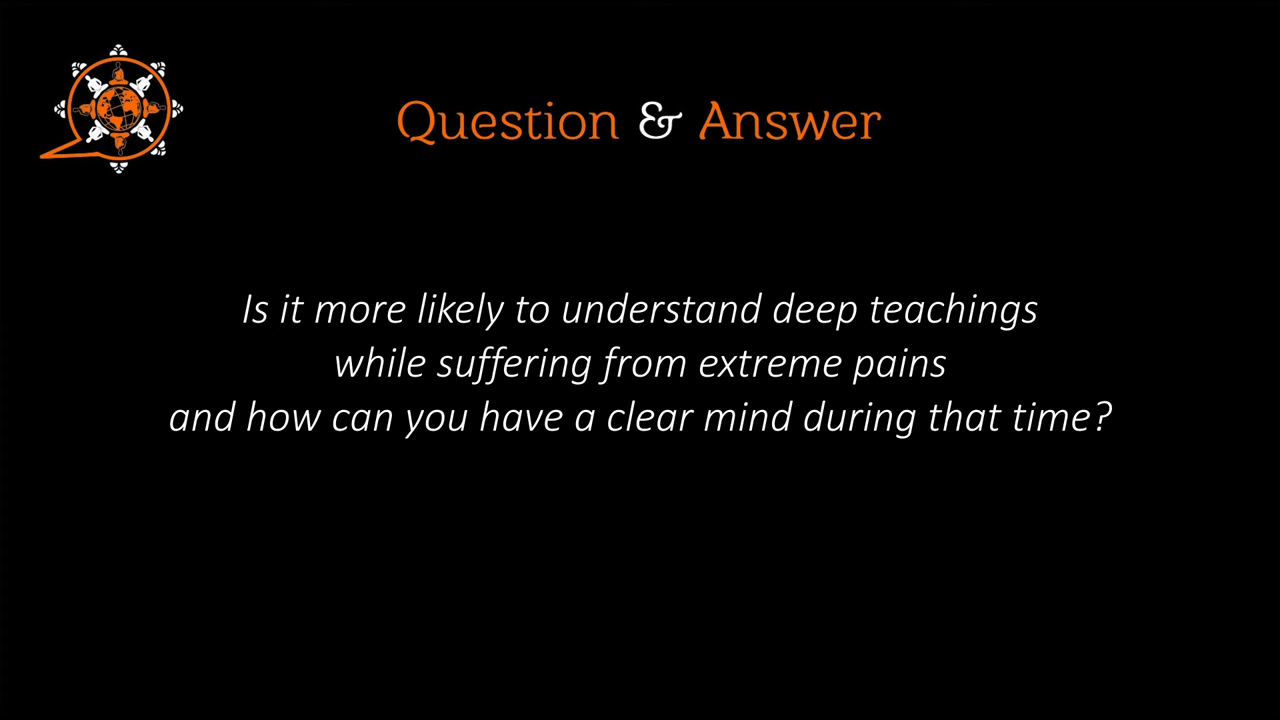 Question & Answer
Is it more likely to understand deep teachings
while suffering from extreme pains
and how can you have a clear mind during that time?